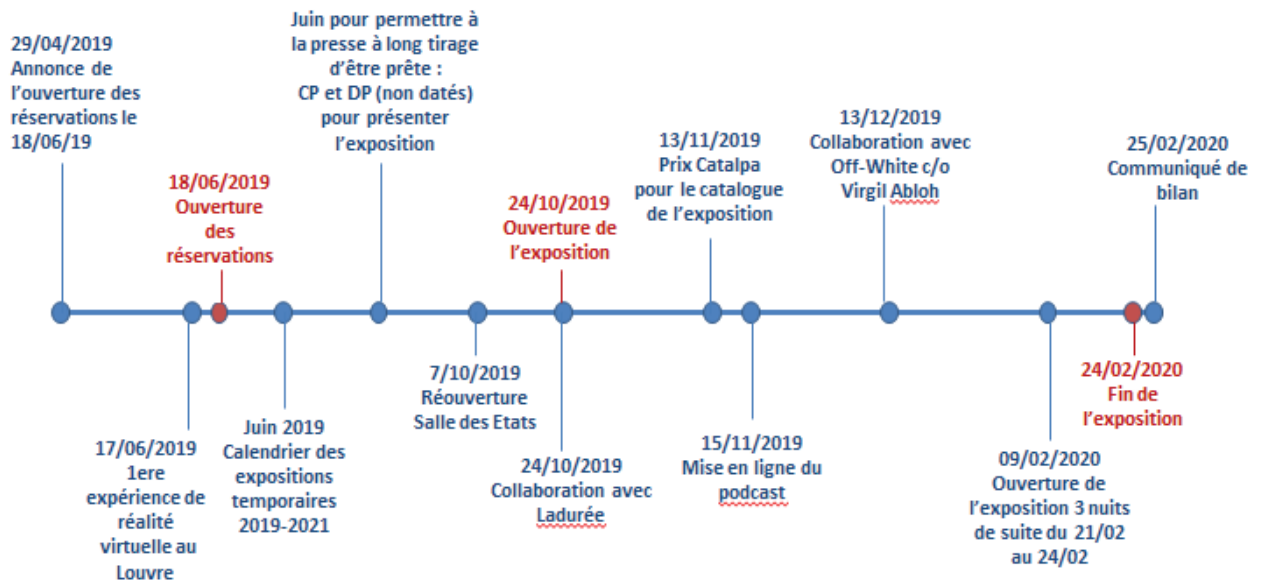 29/04/2019
Annonce de
l'ouverture des
réservations le
18/06/19
18/06/2019
Ouverture
des
réservations
Juin pour permettre à
la presse à long tirage
d'être prête :
CP et DP (non datés)
pour présenter
l'exposition
24/10/2019
Ouverture de
l'exposition
13/11/2019
Prix Catalpa
pour le catalogue
de l'exposition
13/12/2019
Collaboration avec
Off-White c/o
Virgil Abloh
25/02/2020
Communiqué de
bilan
17/06/2019
1ere
expérience de
réalité
virtuelle au
Louvre
Juin 2019
Calendrier des
expositions
temporaires
2019-2021
7/10/2019
Réouverture
Salle des Etats
24/10/2019
Collaboration avec
Ladurée
15/11/2019
Mise en ligne du
podcast
09/02/2020
Ouverture de
l'exposition 3 nuits
de suite du 21/02
au 24/02
24/02/2020
Fin de
l'exposition